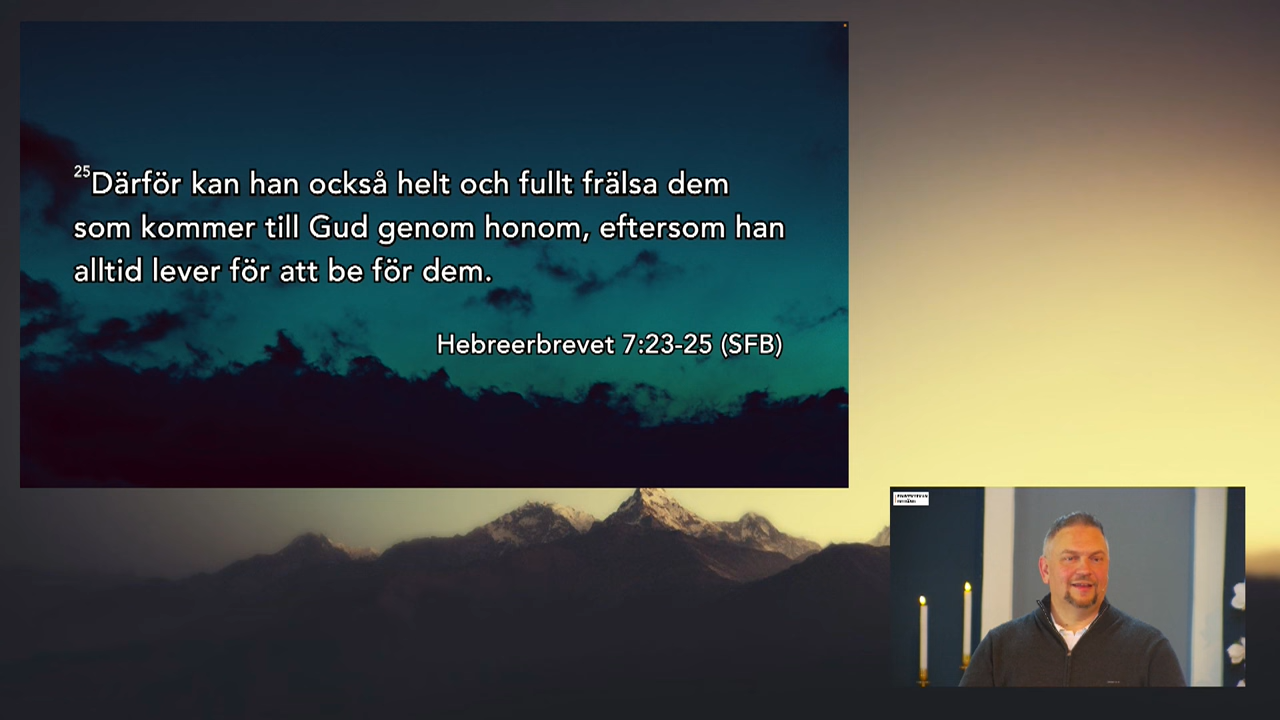 25Därför kan han också helt och fullt frälsa dem
som kommer till Gud genom honom, eftersom han
alltid lever för att be för dem.
Hebreerbrevet 7:23-25 (SFB)